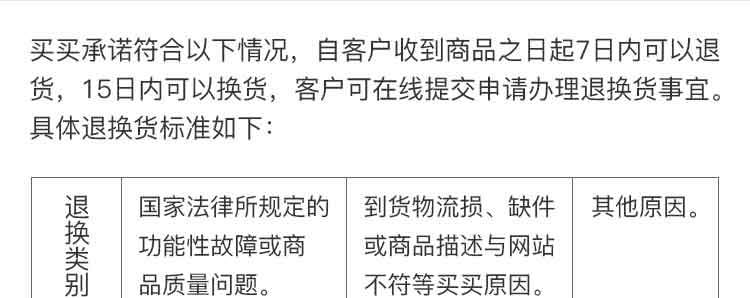 买买承诺符合以下情况，自客户收到商品之日起7日内可以退
货，15日内可以换货，客户可在线提交申请办理退换货事宜。
具体退换货标准如下：
退换类别
国家法律所规定的
功能性故障或商
品质量问题。
到货物流损、缺件
或商品描述与网站
不符等买买原因。
其他原因。